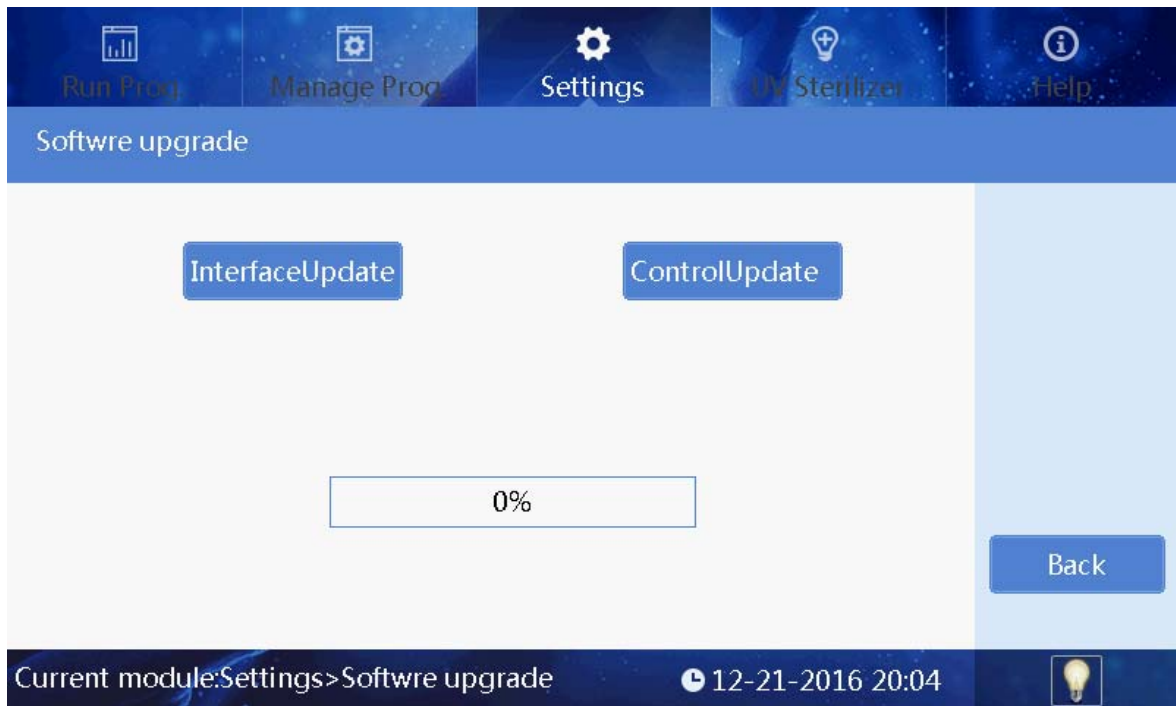 Run Prog.
Manage Prog.
Settings
UV Sterilizer
Help
Softwre upgrade
InterfaceUpdate
ControlUpdate
0%
Back
Current module:Settings>Softwre upgrade
12-21-2016 20:04